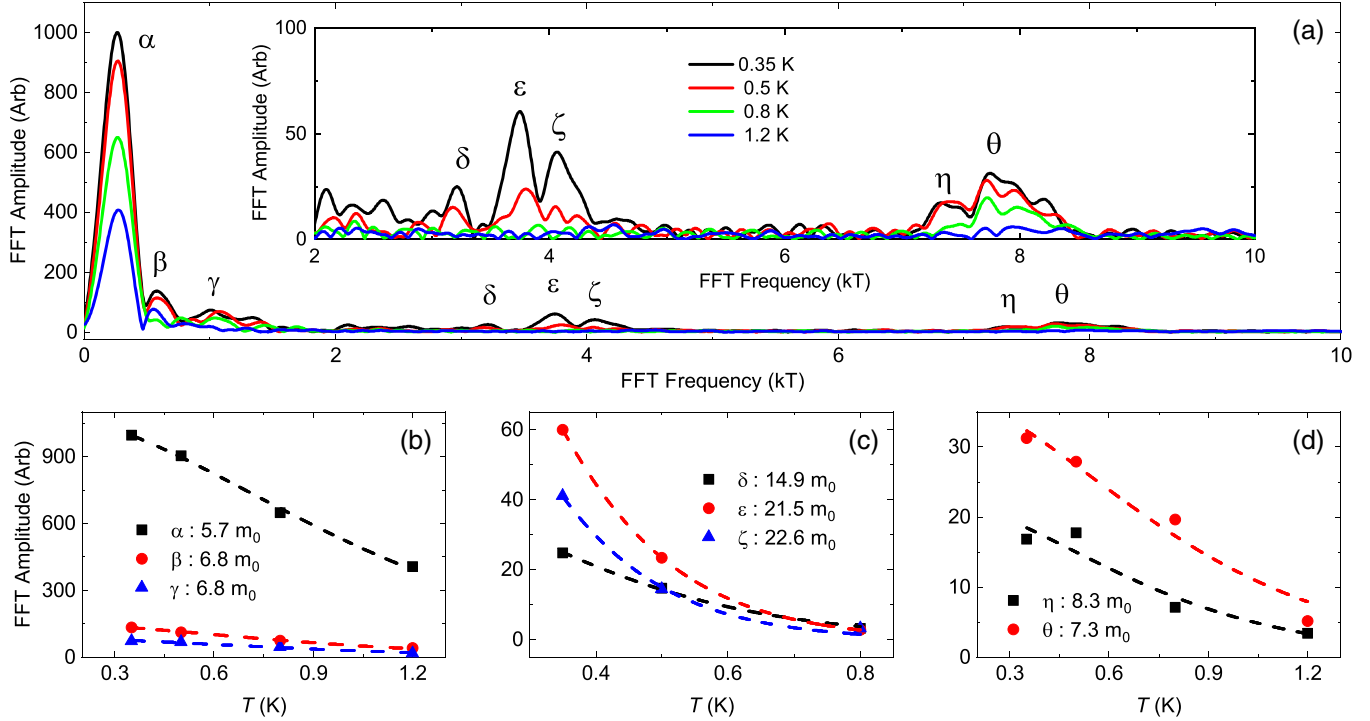 (a)
FFT Amplitude (Arb)
1000
800
600
400
200
0
α
β
γ
δ
ε
ζ
η
θ
0
2
4
6
8
10
FFT Frequency (kT)
FFT Amplitude (Arb)
100
50
0
δ
ε
ζ
η
θ
0.35 K
0.5 K
0.8 K
1.2 K
2
4
6
8
10
FFT Frequency (kT)
(b)
FFT Amplitude (Arb)
900
600
300
0
α : 5.7 m0
β : 6.8 m0
γ : 6.8 m0
0.3
0.6
0.9
1.2
T (K)
(c)
60
40
20
0
δ : 14.9 m0
ε : 21.5 m0
ζ : 22.6 m0
0.4
0.6
0.8
T (K)
(d)
30
20
10
0
η : 8.3 m0
θ : 7.3 m0
0.3
0.6
0.9
1.2
T (K)